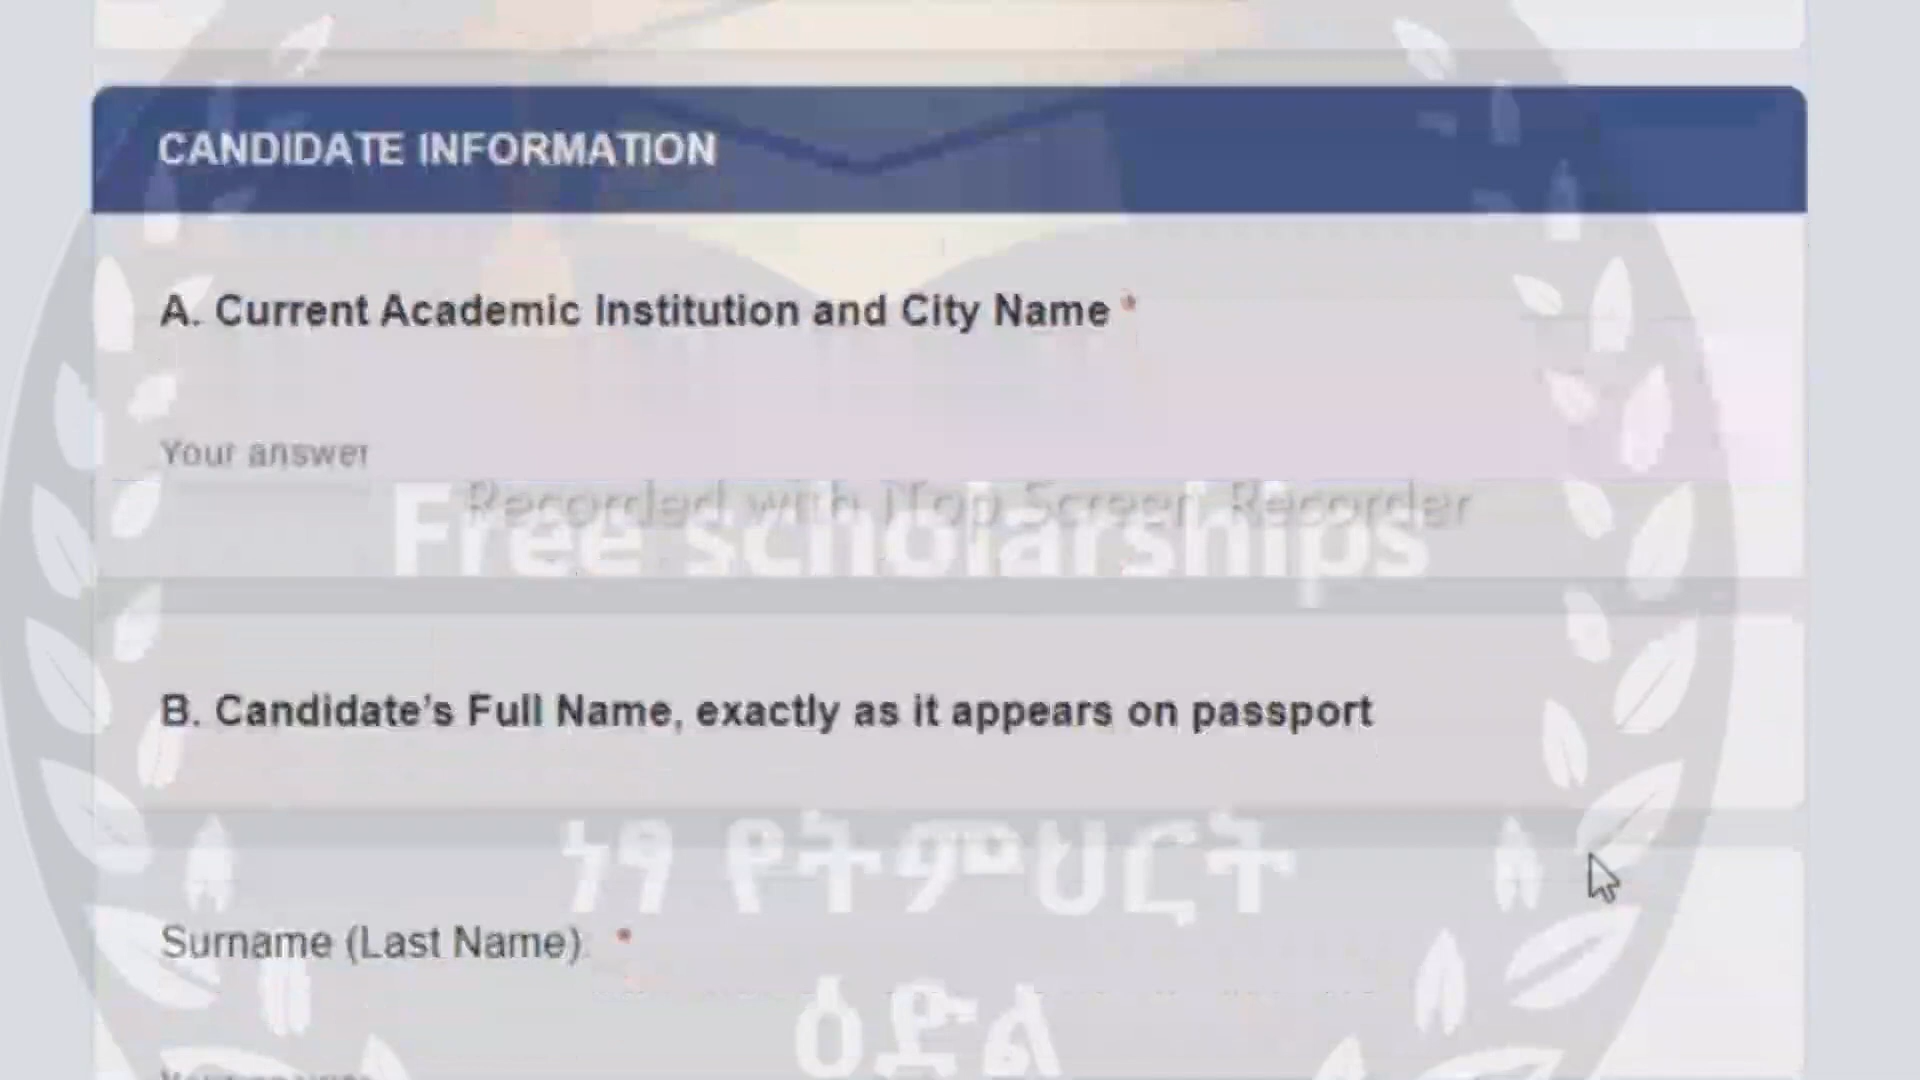 CANDIDATE INFORMATION
A. Current Academic Institution and City Name *
Your answer
Recorded with iTop Screen Recorder
Free scholarships
B. Candidate's Full Name, exactly as it appears on passport
ነፃ የትምህርት
Surname (Last Name): *
ዕድል